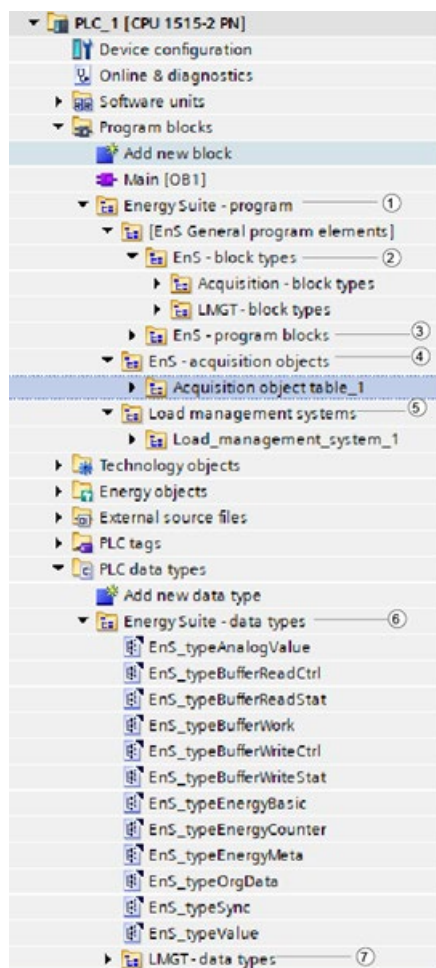 PLC_1 [CPU 1515-2 PN]
Device configuration
Online & diagnostics
Software units
Program blocks
Add new block
Main [OB1]
Energy Suite - program 1
[EnS General program elements]
EnS - block types 2
Acquisition - block types
LMGT - block types
EnS - program blocks 3
EnS - acquisition objects 4
Acquisition object table_1
Load management systems 5
Load_management_system_1
Technology objects
Energy objects
External source files
PLC tags
PLC data types
Add new data type
Energy Suite - data types 6
EnS_typeAnalogValue
EnS_typeBufferReadCtrl
EnS_typeBufferReadStat
EnS_typeBufferWork
EnS_typeBufferWriteCtrl
EnS_typeBufferWriteStat
EnS_typeEnergyBasic
EnS_typeEnergyCounter
EnS_typeEnergyMeta
EnS_typeOrgData
EnS_typeSync
EnS_typeValue
LMGT - data types 7